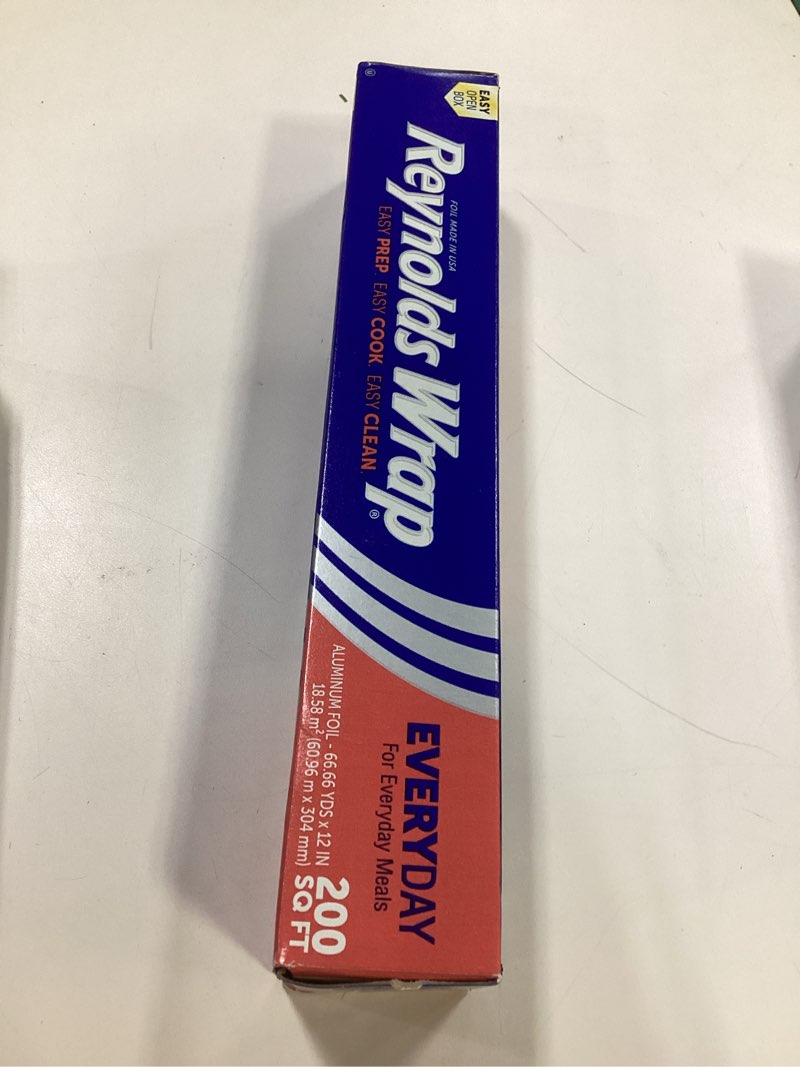 EASY
OPEN
BOX
FOIL MADE IN USA
Reynolds Wrap®
EASY PREP. EASY COOK. EASY CLEAN.
EVERYDAY
For Everyday Meals
ALUMINUM FOIL - 66.66 YDS x 12 IN
18.58 m² (60.96 m x 304 mm)
200
SQ FT